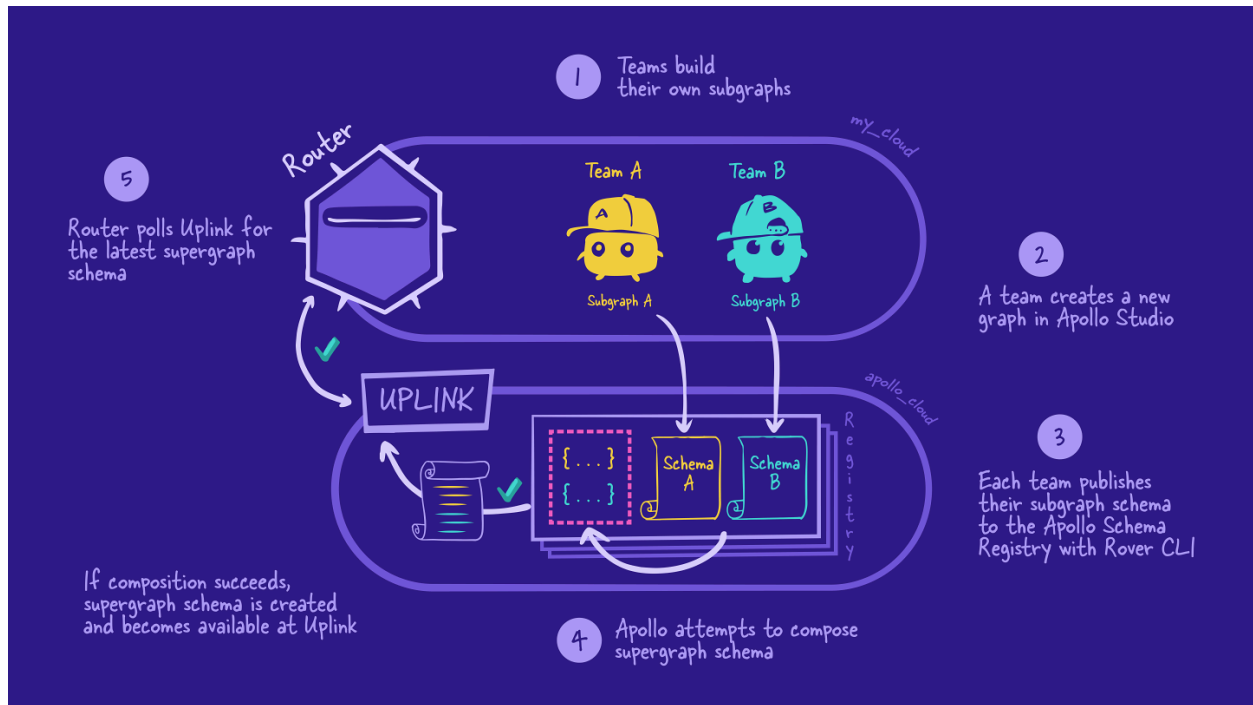 1
Teams build
their own subgraphs
my_cloud
Router
5
Router polls Uplink for
the latest supergraph
schema
Team A
Team B
A
B
Subgraph A
Subgraph B
2
A team creates a new
graph in Apollo Studio
UPLINK
apollo_cloud
Registry
{...}
{...}
Schema
A
Schema
B
3
Each team publishes
their subgraph schema
to the Apollo Schema
Registry with Rover CLI
If composition succeeds,
supergraph schema is created
and becomes available at Uplink
4
Apollo attempts to compose
supergraph schema